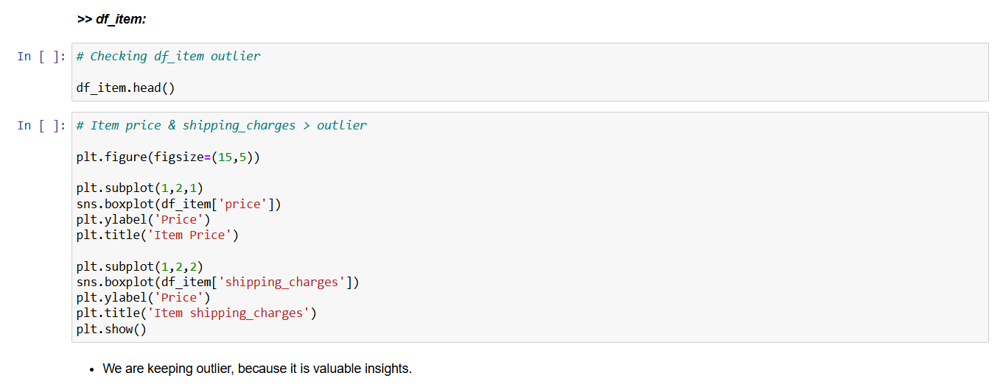 >> df_item:
In [ ]: # Checking df_item outlier
df_item.head()
In [ ]: # Item price & shipping_charges > outlier
plt.figure(figsize=(15,5))
plt.subplot(1,2,1)
sns.boxplot(df_item['price'])
plt.ylabel('Price')
plt.title('Item Price')
plt.subplot(1,2,2)
sns.boxplot(df_item['shipping_charges'])
plt.ylabel('Price')
plt.title('Item shipping_charges')
plt.show()
• We are keeping outlier, because it is valuable insights.